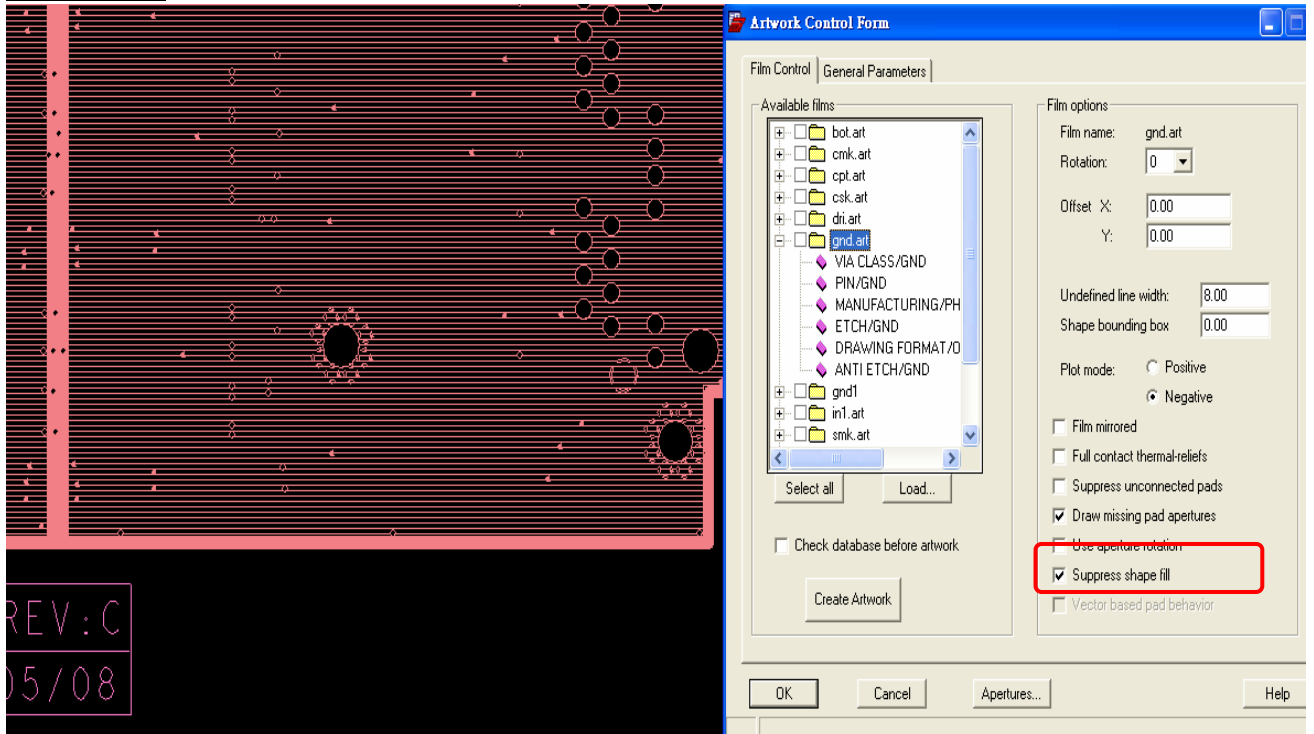 REV:C
05/08
Artwork Control Form
Film Control
General Parameters
Available films
bot.art
cmk.art
cpt.art
csk.art
dri.art
gnd.art
VIA CLASS/GND
PIN/GND
MANUFACTURING/PH
ETCH/GND
DRAWING FORMAT/O
ANTI ETCH/GND
gnd1
in1.art
smk.art
Select all
Load...
Check database before artwork
Create Artwork
Film options
Film name: gnd.art
Rotation: 0
Offset X: 0.00
Y: 0.00
Undefined line width: 8.00
Shape bounding box 0.00
Plot mode: Positive
Negative
Film mirrored
Full contact thermal-reliefs
Suppress unconnected pads
Draw missing pad apertures
Use aperture rotation
Suppress shape fill
Vector based pad behavior
OK
Cancel
Apertures...
Help